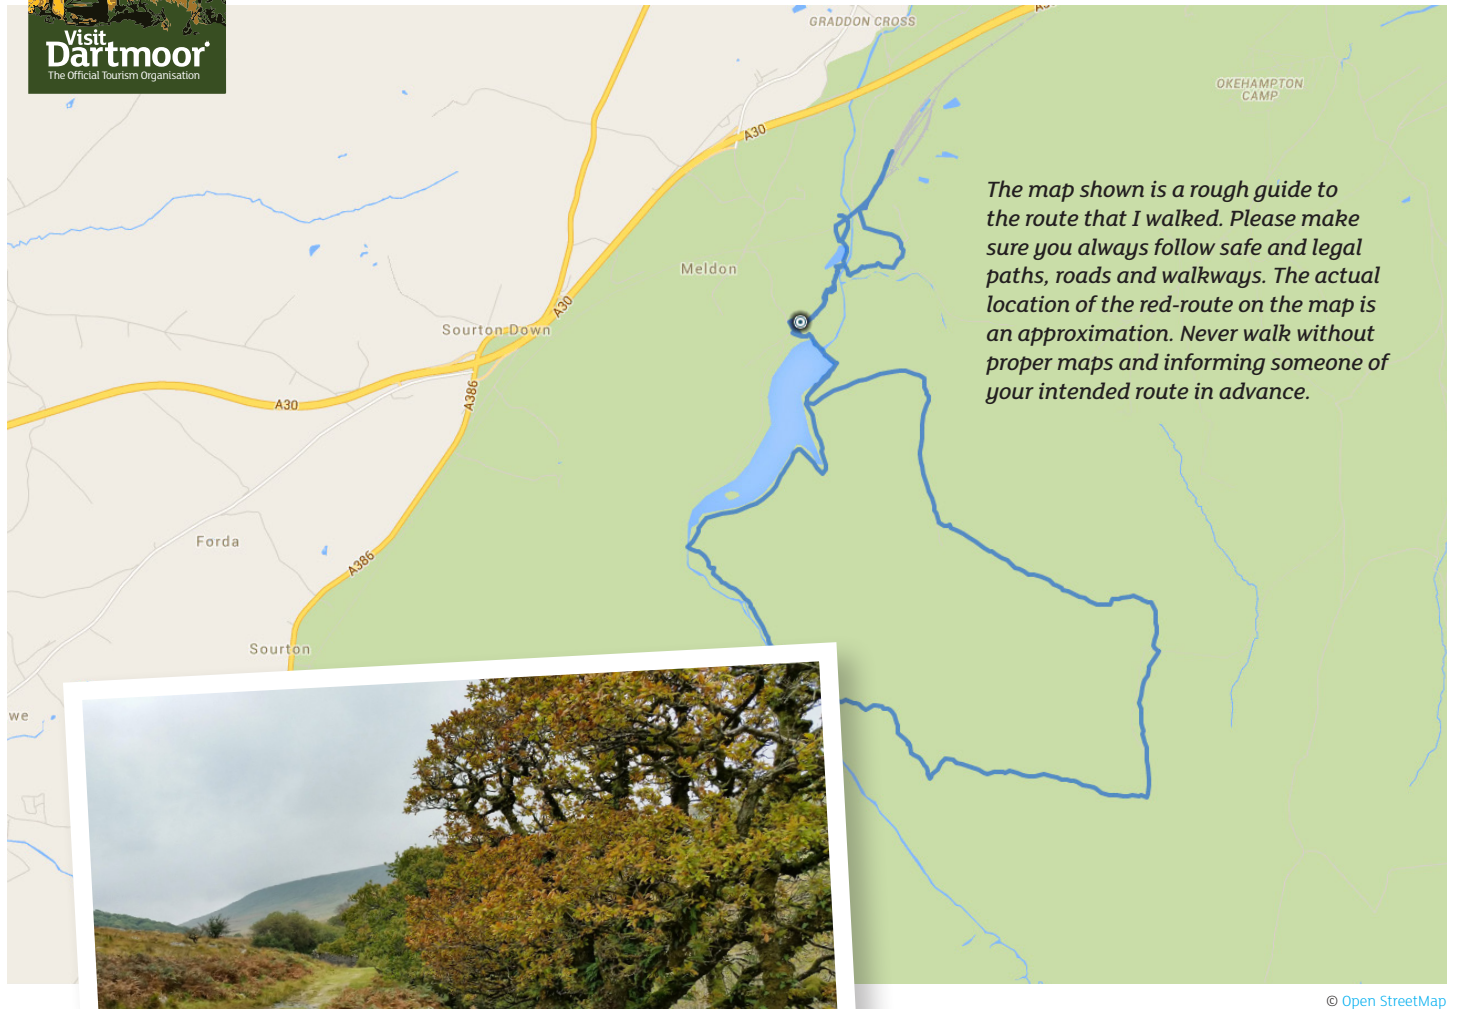 Visit
Dartmoor
The Official Tourism Organisation
GRADDON CROSS
OKEHAMPTON
CAMP
A30
The map shown is a rough guide to
the route that I walked. Please make
sure you always follow safe and legal
paths, roads and walkways. The actual
location of the red-route on the map is
an approximation. Never walk without
proper maps and informing someone of
your intended route in advance.
Meldon
A30
Sourton Down
A386
A30
Forda
A386
Sourton
we
© Open StreetMap